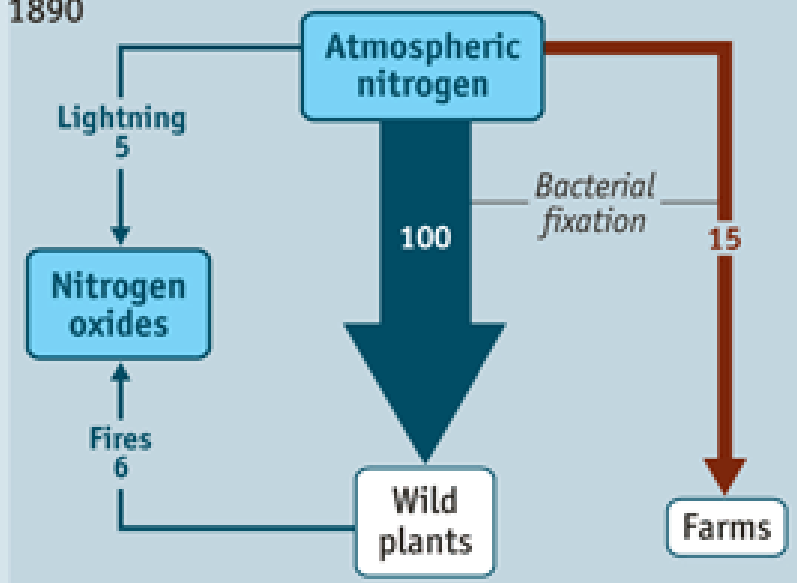 1890
Atmospheric
nitrogen
Lightning
5
Bacterial
fixation
100
15
Nitrogen
oxides
Fires
6
Wild
plants
Farms